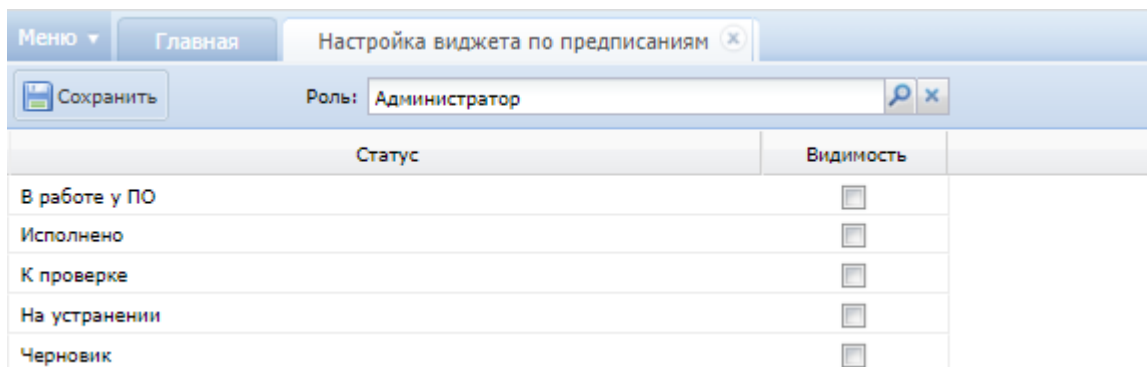 Меню Главная Настройка виджета по предписаниям
Сохранить Роль: Администратор
Статус Видимость
В работе у ПО
Исполнено
К проверке
На устранении
Черновик